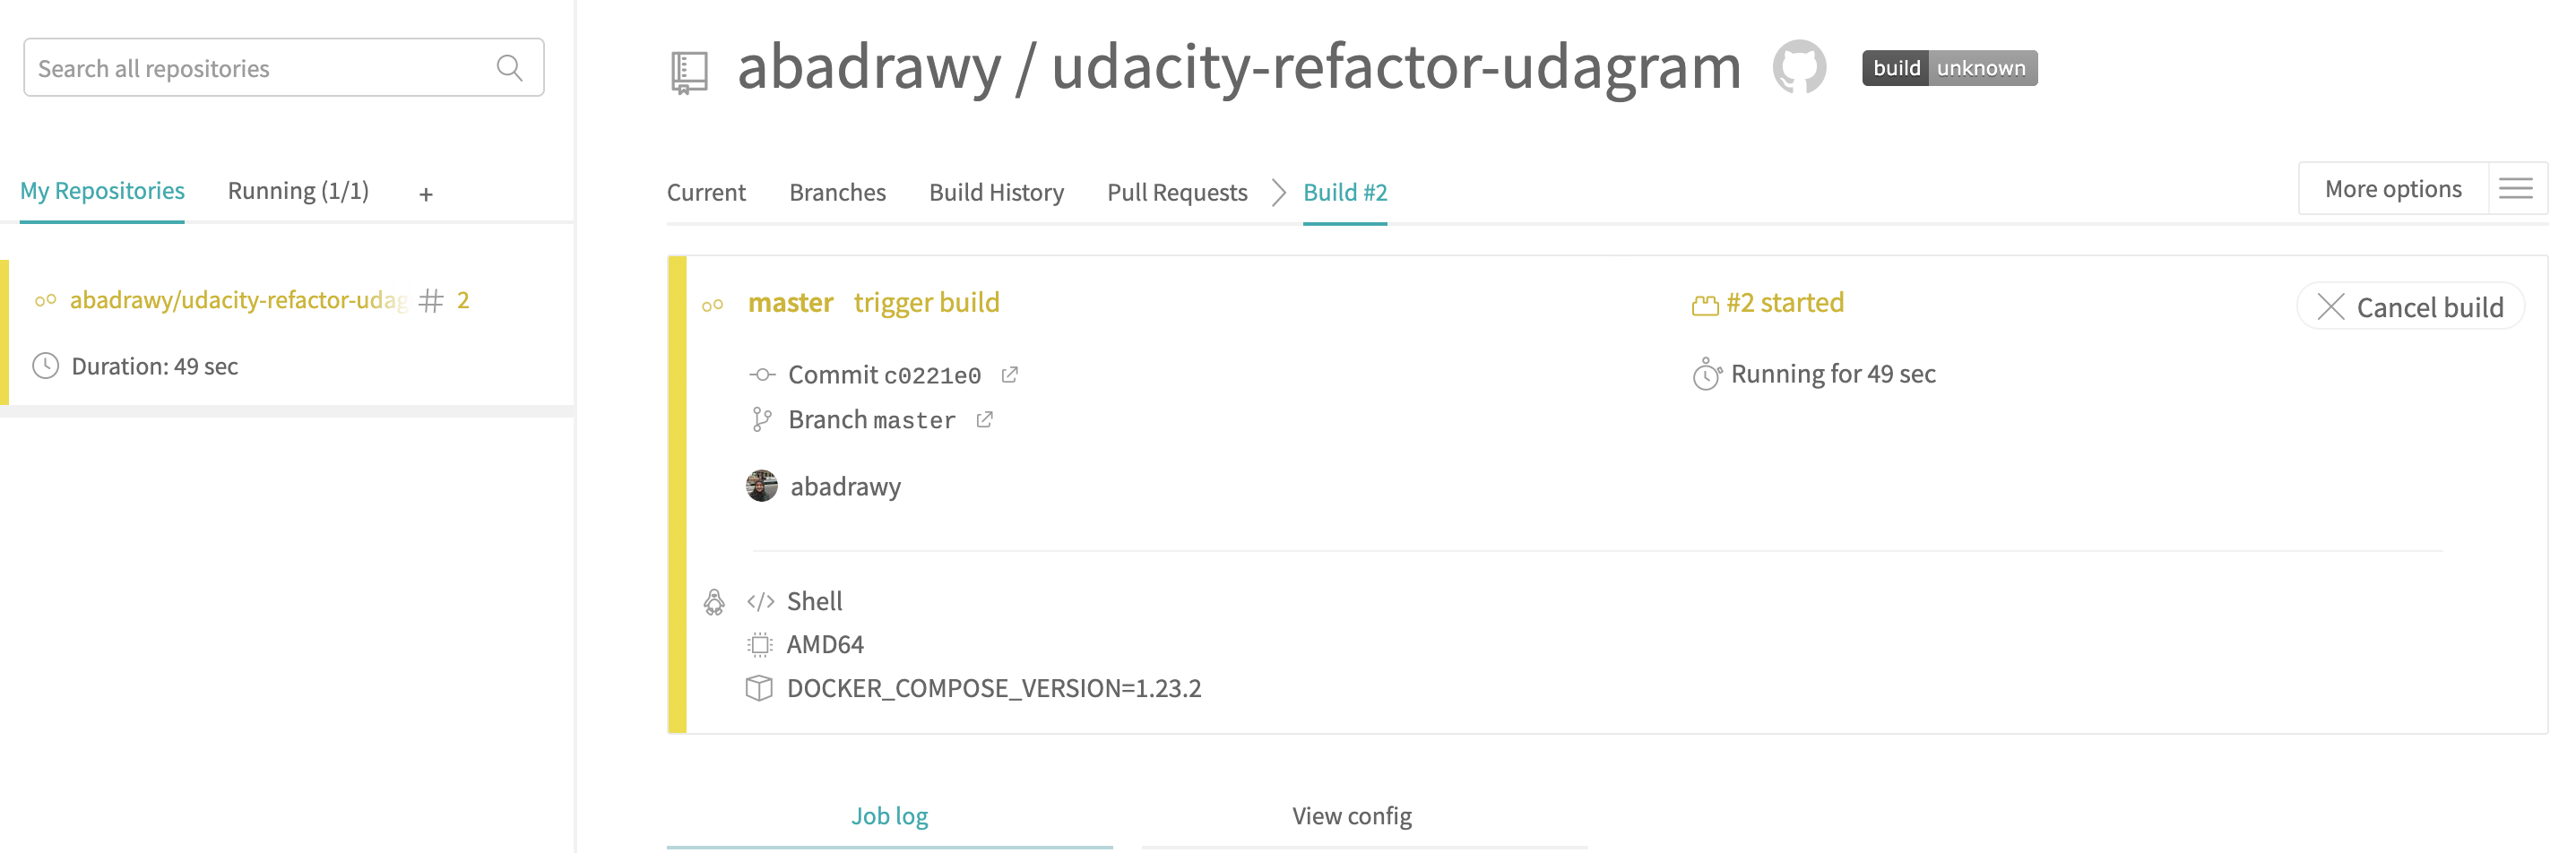 Search all repositories
My Repositories
Running (1/1)
+
abadrawy/udacity-refactor-udag
# 2
Duration: 49 sec
abadrawy / udacity-refactor-udagram
build unknown
Current
Branches
Build History
Pull Requests
Build #2
More options
master trigger build
Commit c0221e0
Branch master
abadrawy
#2 started
Running for 49 sec
Cancel build
Shell
AMD64
DOCKER_COMPOSE_VERSION=1.23.2
Job log
View config